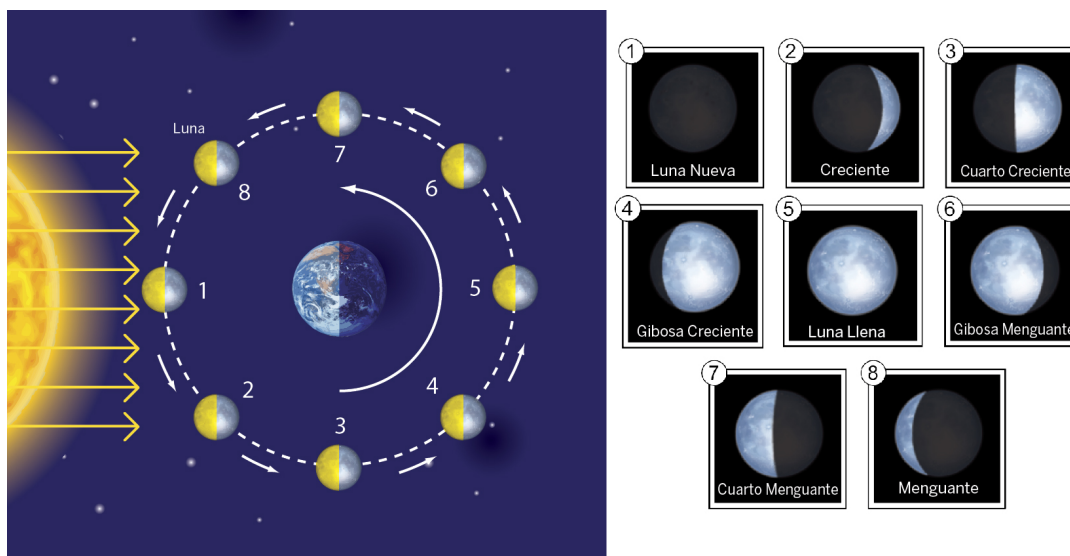 Luna
7
8
6
1
5
2
4
3
1
Luna Nueva
2
Creciente
3
Cuarto Creciente
4
Gibosa Creciente
5
Luna Llena
6
Gibosa Menguante
7
Cuarto Menguante
8
Menguante